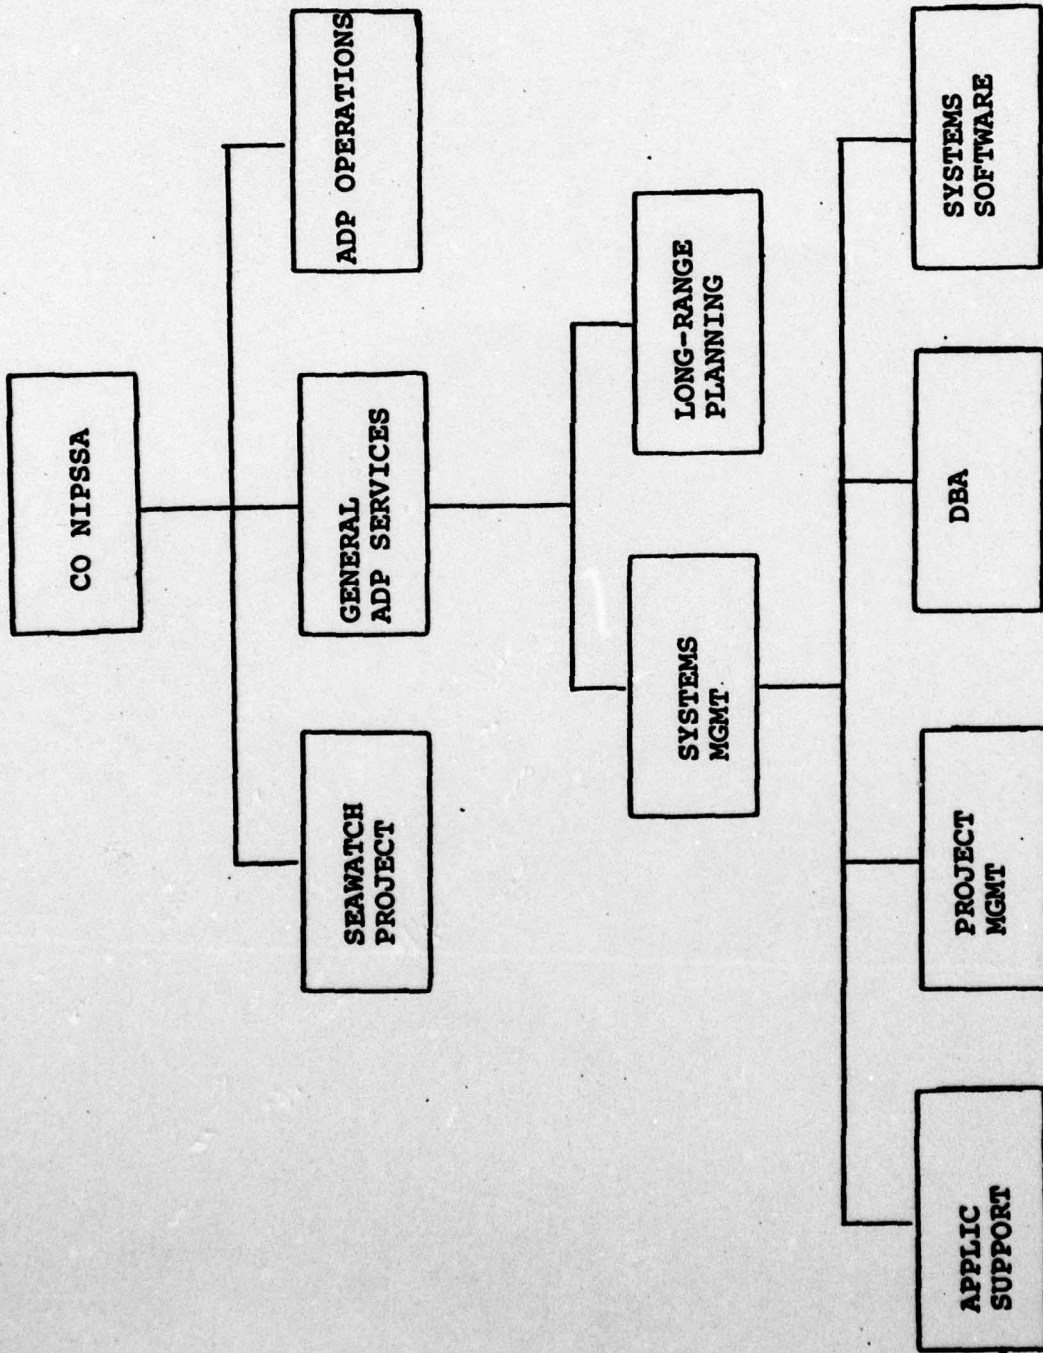 CO NIPSSA
SEAWATCH
PROJECT
GENERAL
ADP SERVICES
ADP OPERATIONS
SYSTEMS
MGMT
LONG-RANGE
PLANNING
APPLIC
SUPPORT
PROJECT
MGMT
DBA
SYSTEMS
SOFTWARE